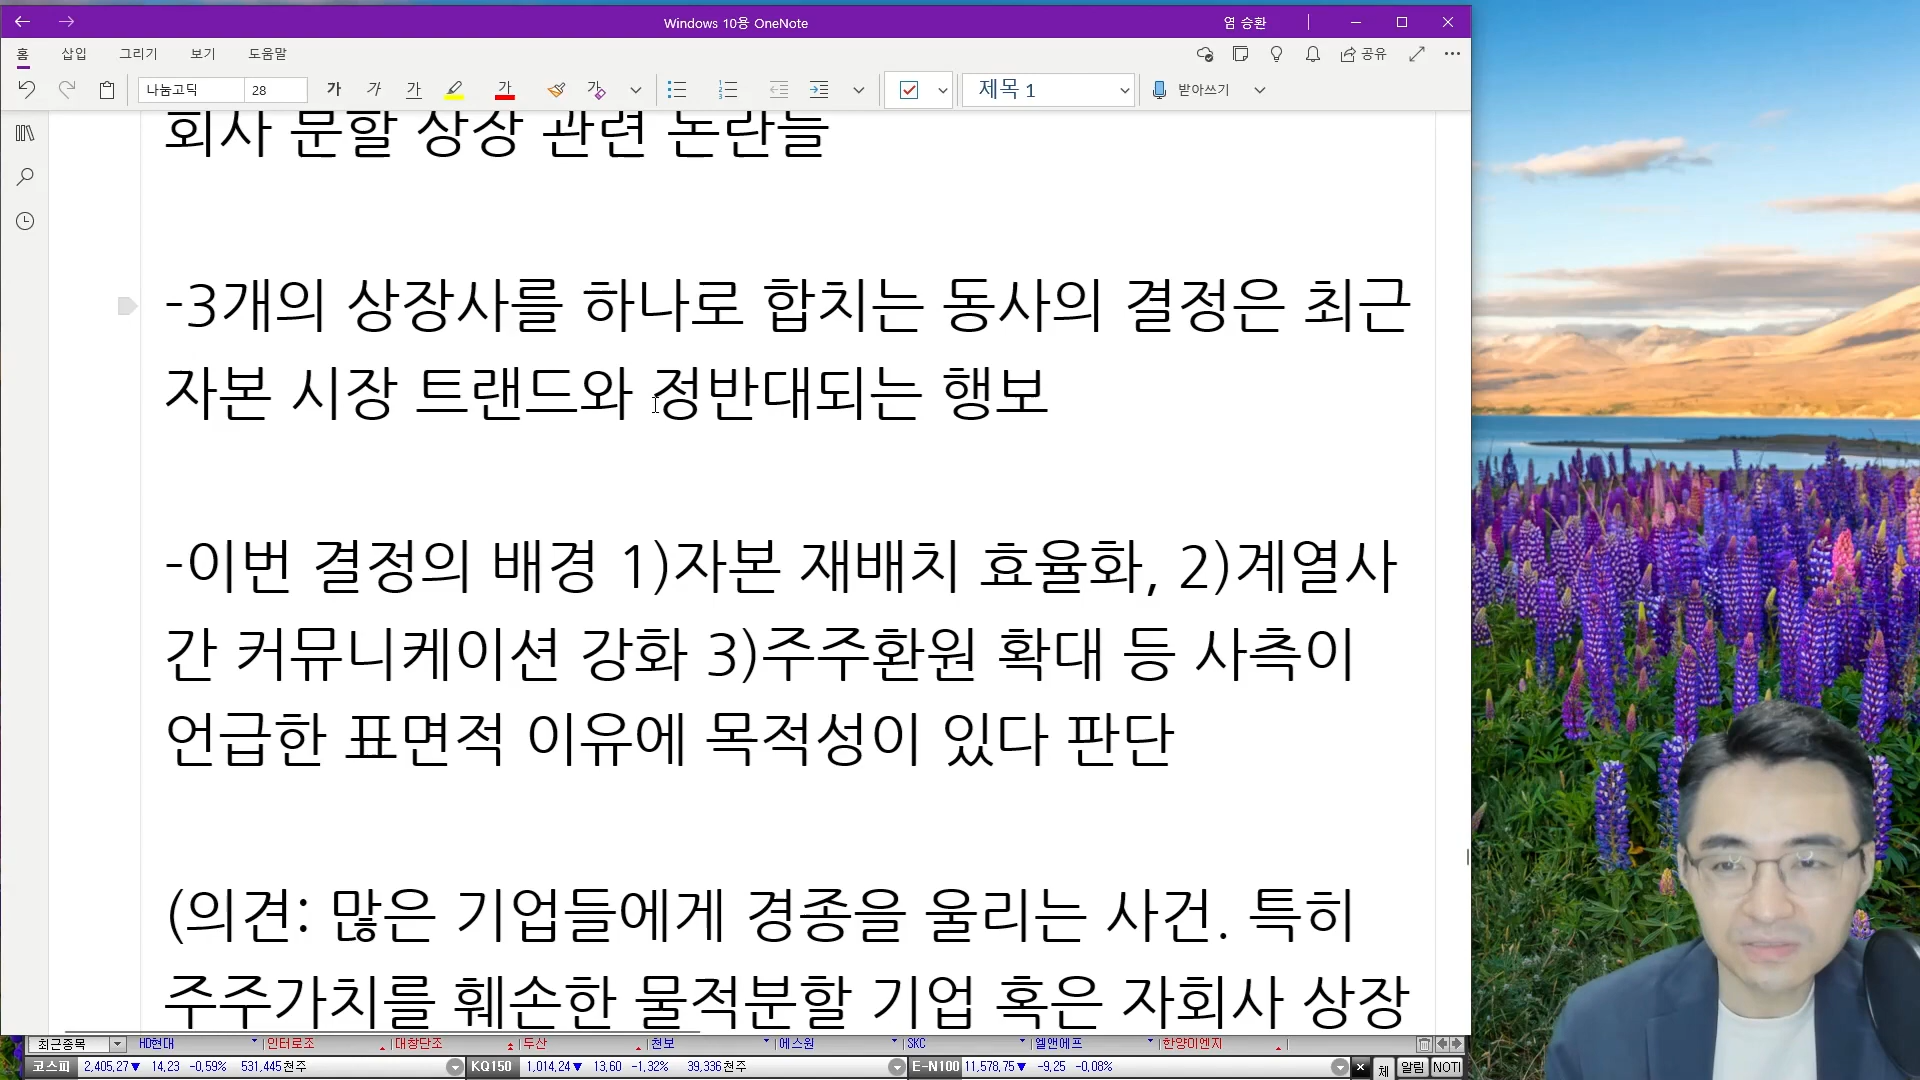 Windows 10용 OneNote
염 승환
홈 삽입 그리기 보기 도움말
공유
나눔고딕 28 가 가 가 가 가 제목 1 받아쓰기
회사 분할 상장 관련 논란들
-3개의 상장사를 하나로 합치는 동사의 결정은 최근
자본 시장 트랜드와 정반대되는 행보
-이번 결정의 배경 1)자본 재배치 효율화, 2)계열사
간 커뮤니케이션 강화 3)주주환원 확대 등 사측이
언급한 표면적 이유에 목적성이 있다 판단
(의견: 많은 기업들에게 경종을 울리는 사건. 특히
주주가치를 훼손한 물적분할 기업 혹은 자회사 상장
최근종목 HD현대 인터로조 대창단조 두산 천보 에스원 SKC 엘앤에프 한양이엔지
코스피 2,405,27▼ 14,23 -0,59% 531,445천주 KQ150 1,014,24▼ 13,60 -1,32% 39,336천주 E-N100 11,578,75▼ -9,25 -0,08% 체 알림 NOTI